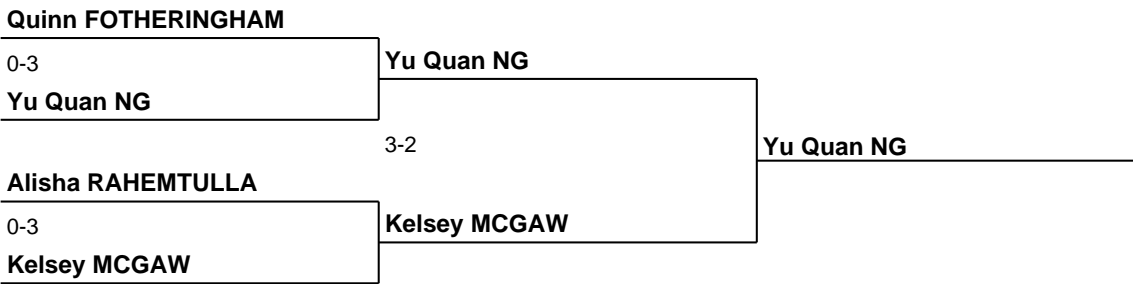 Quinn FOTHERINGHAM
0-3
Yu Quan NG
Yu Quan NG
3-2
Yu Quan NG
Alisha RAHEMTULLA
0-3
Kelsey MCGAW
Kelsey MCGAW